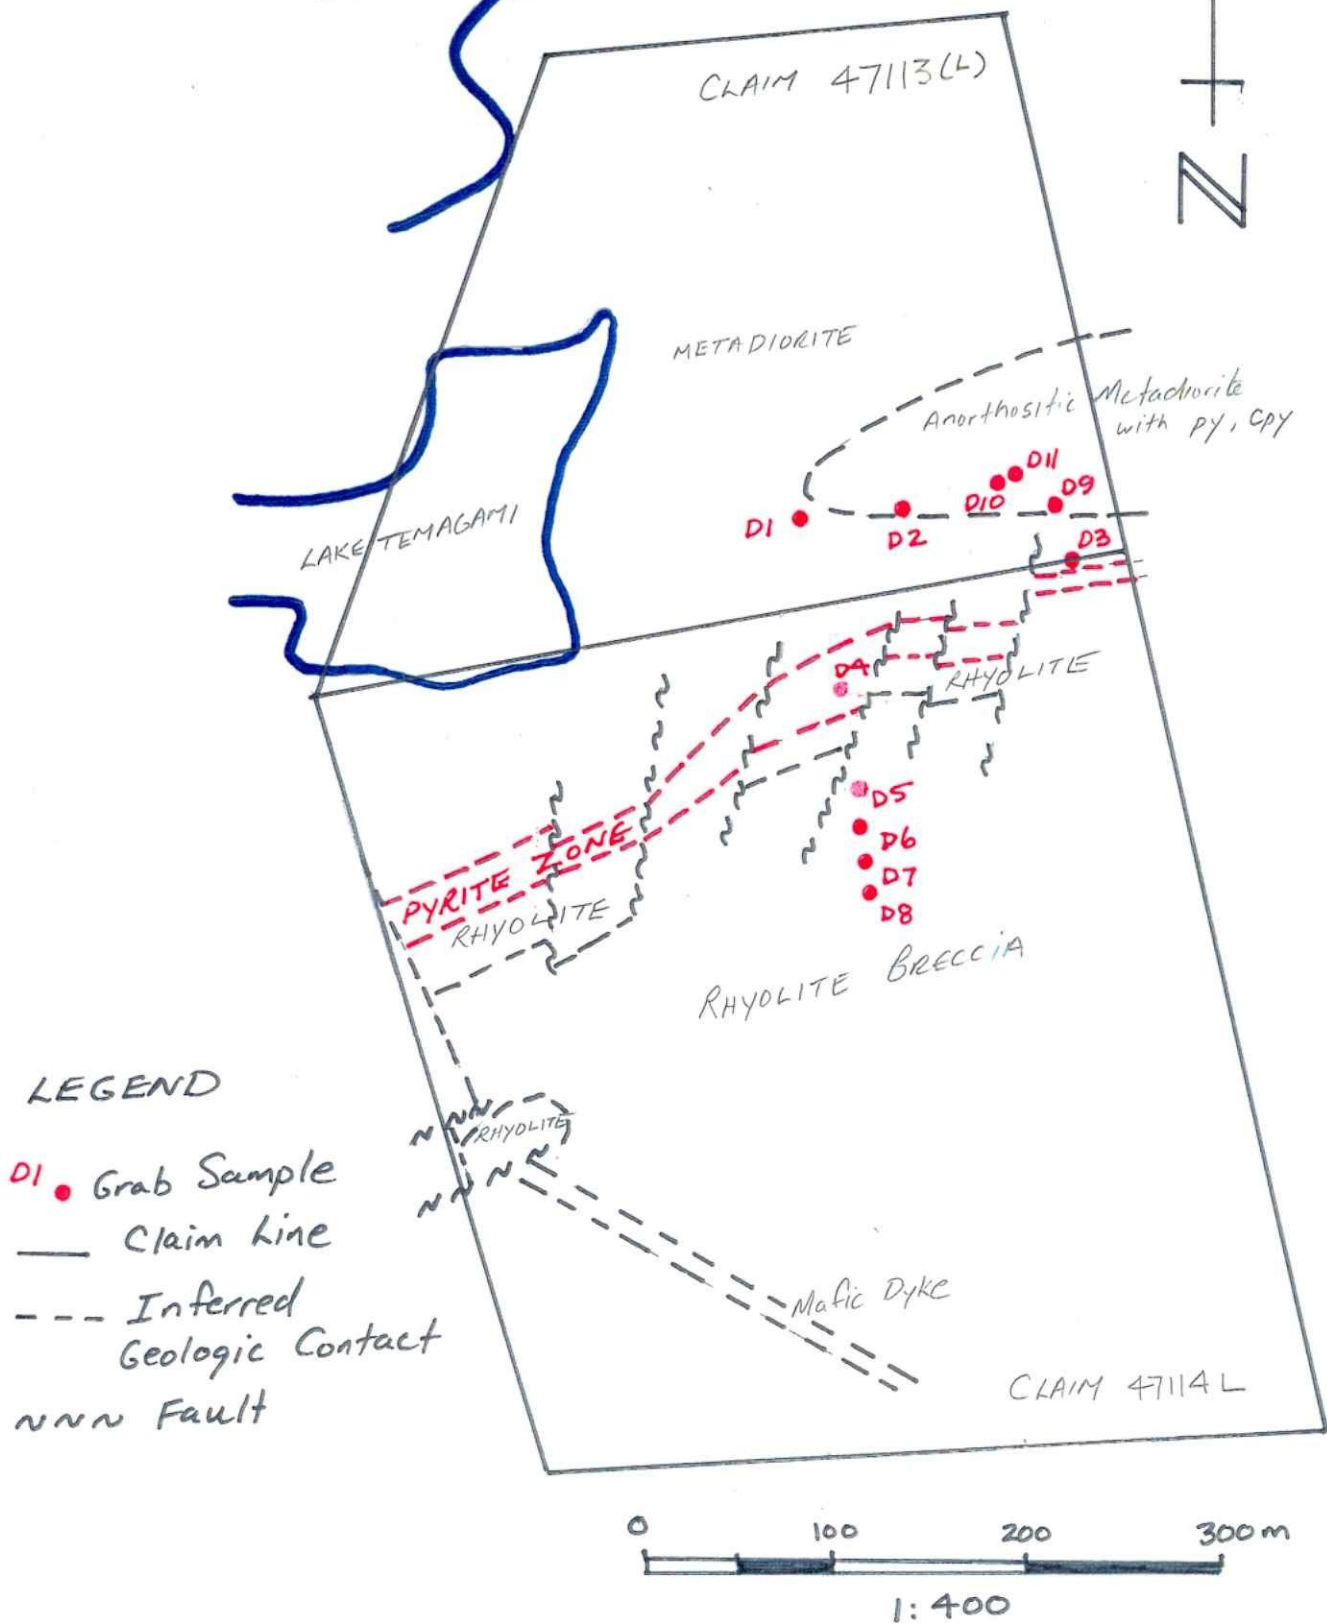 CLAIM 47113(L)
N
METADIORITE
Anorthositic Metadiorite
with py, cpy
LAKE TEMAGAMI
D11
D10
D9
D1
D2
D3
D4
RHYOLITE
D5
D6
PYRITE ZONE
D7
RHYOLITE
D8
RHYOLITE BRECCIA
LEGEND
RHYOLITE
D1 Grab Sample
Claim Line
Inferred
Geologic Contact
Fault
Mafic Dyke
CLAIM 47114L
0 100 200 300m
1:400